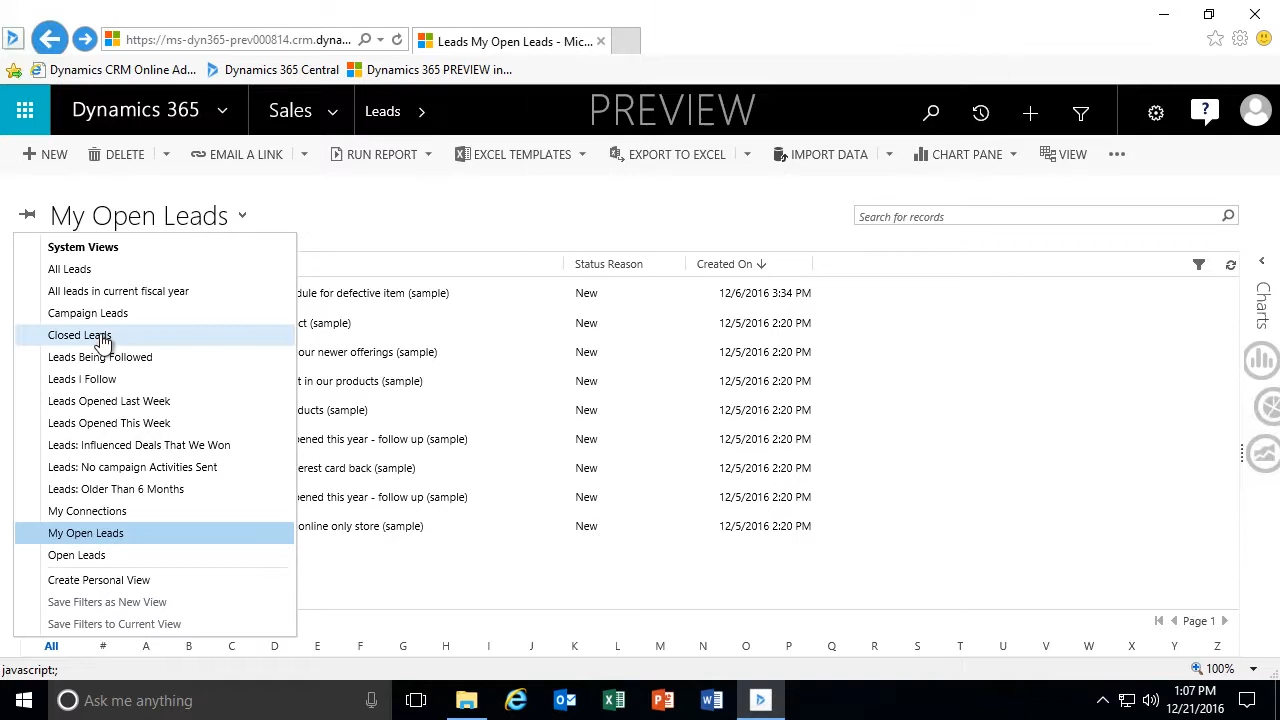 https://ms-dyn365-prev000814.crm.dyna...
Leads My Open Leads - Mic...
Dynamics CRM Online Ad...
Dynamics 365 Central
Dynamics 365 PREVIEW in...
Dynamics 365
Sales
Leads
PREVIEW
?
NEW
DELETE
EMAIL A LINK
RUN REPORT
EXCEL TEMPLATES
EXPORT TO EXCEL
IMPORT DATA
CHART PANE
VIEW
My Open Leads
Search for records
System Views
All Leads
All leads in current fiscal year
Campaign Leads
Closed Leads
Leads Being Followed
Leads I Follow
Leads Opened Last Week
Leads Opened This Week
Leads: Influenced Deals That We Won
Leads: No campaign Activities Sent
Leads: Older Than 6 Months
My Connections
My Open Leads
Open Leads
Create Personal View
Save Filters as New View
Save Filters to Current View
Status Reason
Created On
dule for defective item (sample) New 12/6/2016 3:34 PM
ct (sample) New 12/5/2016 2:20 PM
our newer offerings (sample) New 12/5/2016 2:20 PM
t in our products (sample) New 12/5/2016 2:20 PM
ducts (sample) New 12/5/2016 2:20 PM
ened this year - follow up (sample) New 12/5/2016 2:20 PM
erest card back (sample) New 12/5/2016 2:20 PM
ened this year - follow up (sample) New 12/5/2016 2:20 PM
online only store (sample) New 12/5/2016 2:20 PM
Charts
Page 1
All # A B C D E F G H I J K L M N O P Q R S T U V W X Y Z
javascript:;
100%
Ask me anything
1:07 PM
12/21/2016